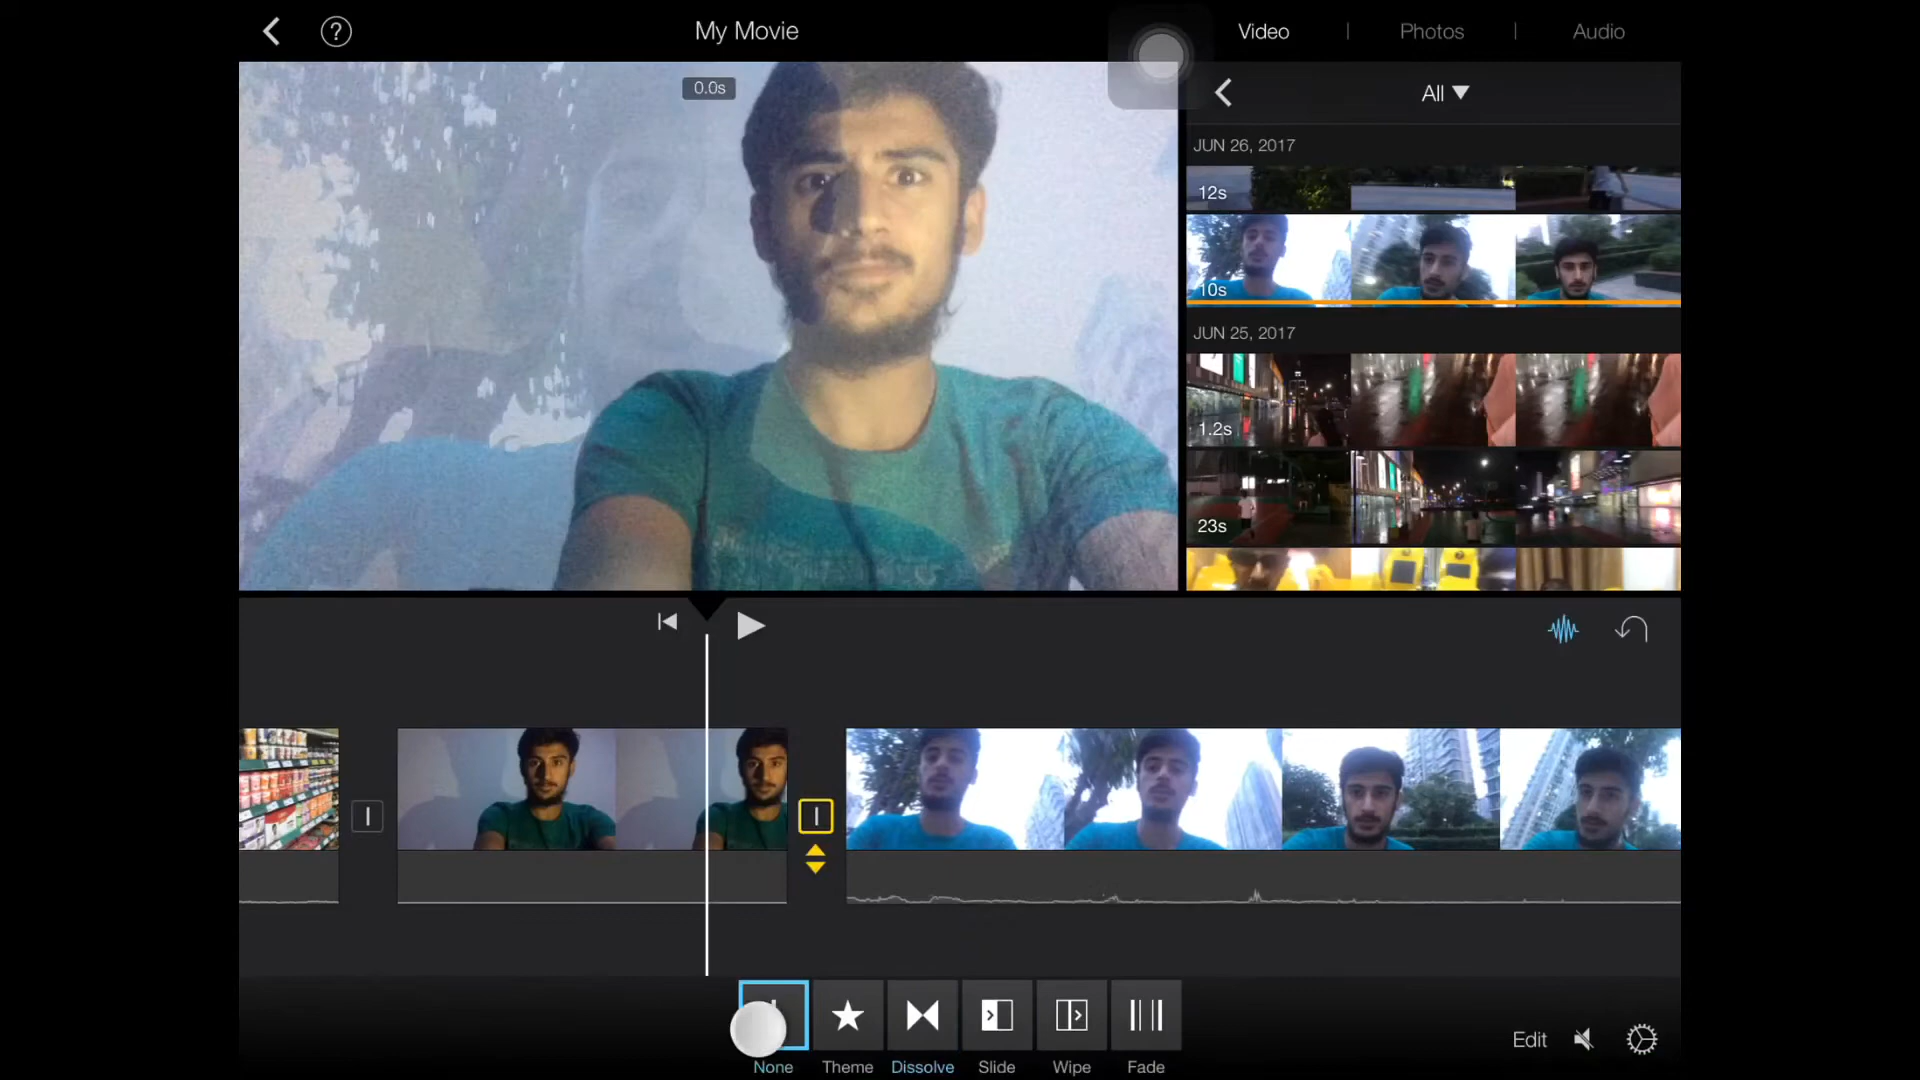 ?
My Movie
Video | Photos | Audio
0.0s
All
JUN 26, 2017
12s
10s
JUN 25, 2017
1.2s
23s
None
Theme
Dissolve
Slide
Wipe
Fade
Edit